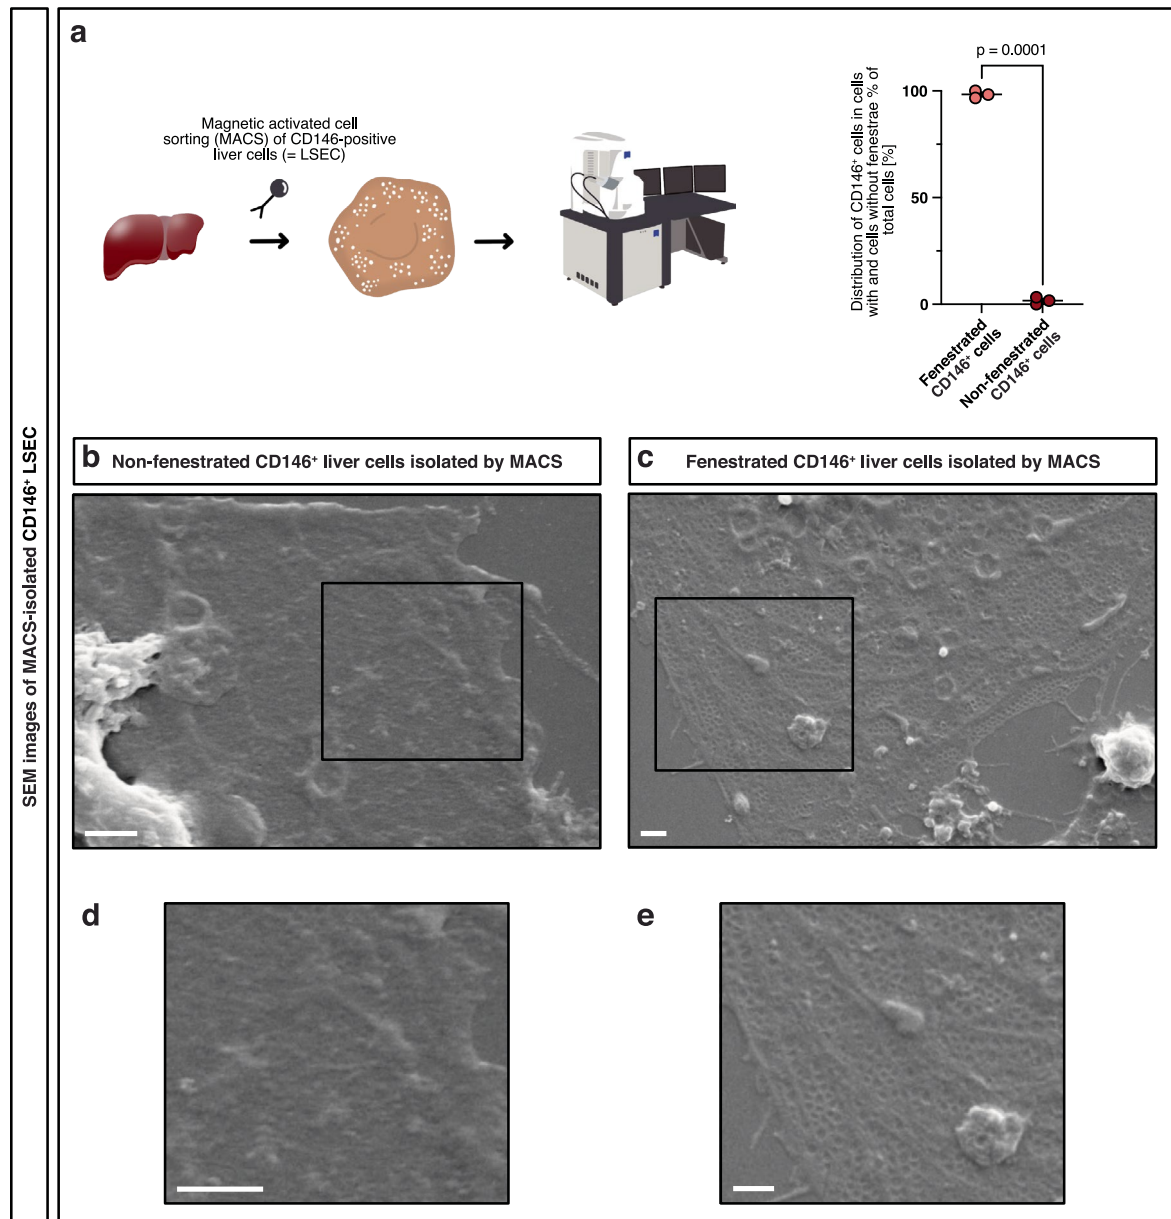 SEM images of MACS-isolated CD146⁺ LSEC
a
Magnetic activated cell
sorting (MACS) of CD146-positive
liver cells (= LSEC)
p = 0.0001
Distribution of CD146⁺ cells in cells
with and cells without fenestrae % of
total cells [%]
100
50
0
Fenestrated
CD146⁺ cells
Non-fenestrated
CD146⁺ cells
b Non-fenestrated CD146⁺ liver cells isolated by MACS
c Fenestrated CD146⁺ liver cells isolated by MACS
d
e